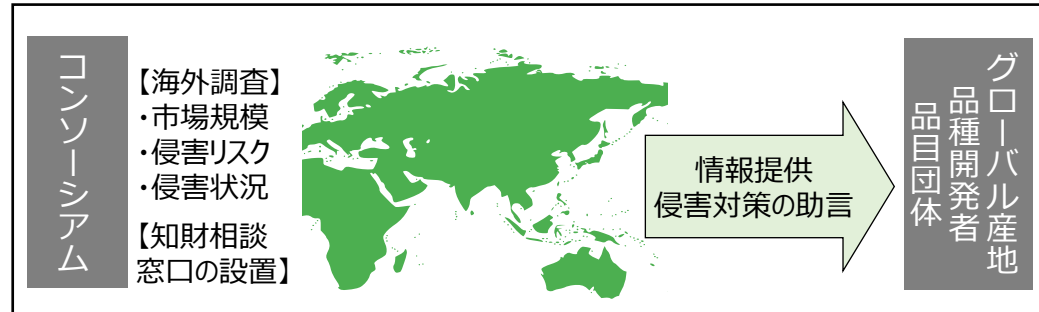 コンソーシアム
【海外調査】
・市場規模
・侵害リスク
・侵害状況
【知財相談
窓口の設置】
情報提供
侵害対策の助言
グローバル産地
品種開発者
品目団体